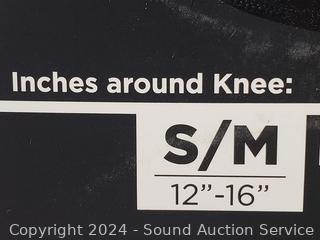 Inches around Knee:
S/M
12”-16”
Copyright © 2024 - Sound Auction Service